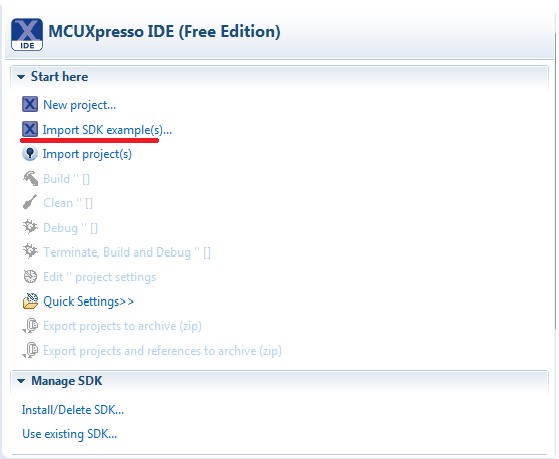 MCUXpresso IDE (Free Edition)
IDE
Start here
New project...
Import SDK example(s)...
Import project(s)
Build '' []
Clean '' []
Debug '' []
Terminate, Build and Debug '' []
Edit '' project settings
Quick Settings>>
Export projects to archive (zip)
Export projects and references to archive (zip)
Manage SDK
Install/Delete SDK...
Use existing SDK...